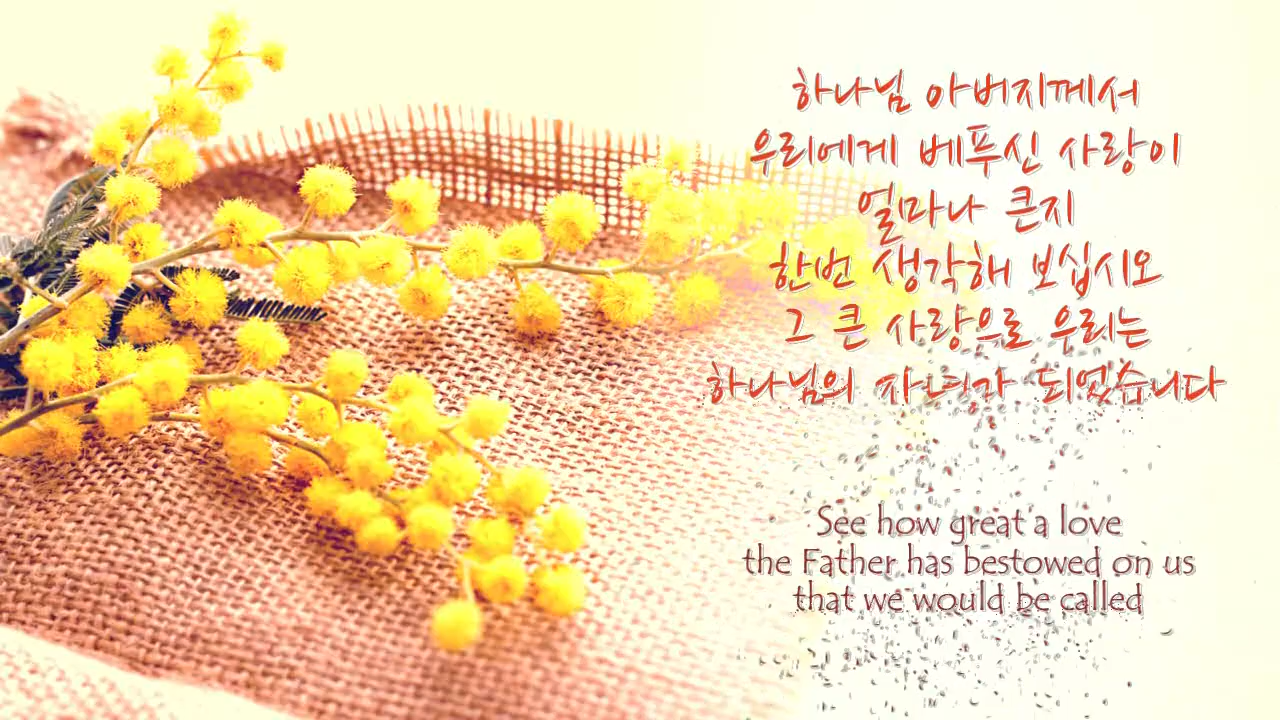 하나님 아버지께서
우리에게 베푸신 사랑이
얼마나 큰지
한번 생각해 보십시오
그 큰 사랑으로 우리는
하나님의 자녀가 되었습니다
See how great a love
the Father has bestowed on us
that we would be called